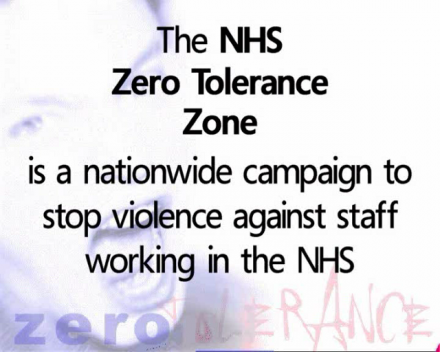 The NHS
Zero Tolerance
Zone
is a nationwide campaign to
stop violence against staff
working in the NHS
zero TOLERANCE